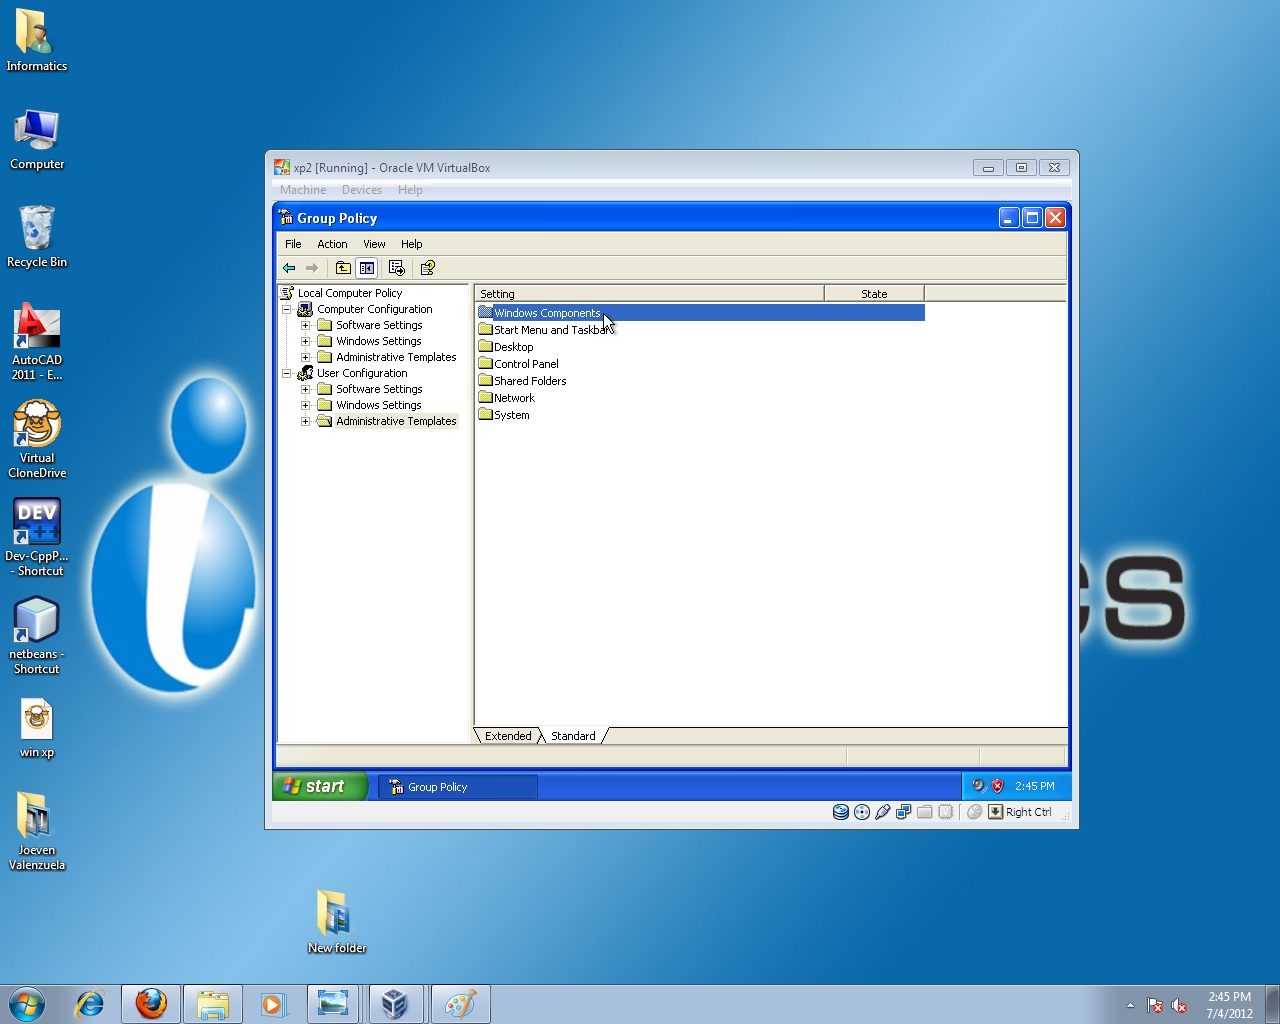 Informatics
Computer
Recycle Bin
AutoCAD
2011 - E...
Virtual
CloneDrive
DEV
C++
Dev-CppP...
- Shortcut
netbeans -
Shortcut
win xp
Joeven
Valenzuela
New folder
xp2 [Running] - Oracle VM VirtualBox
Machine Devices Help
Group Policy
File Action View Help
Local Computer Policy
Computer Configuration
Software Settings
Windows Settings
Administrative Templates
User Configuration
Software Settings
Windows Settings
Administrative Templates
Setting State
Windows Components
Start Menu and Taskbar
Desktop
Control Panel
Shared Folders
Network
System
Extended Standard
start Group Policy 2:45 PM
Right Ctrl
cs
2:45 PM
7/4/2012